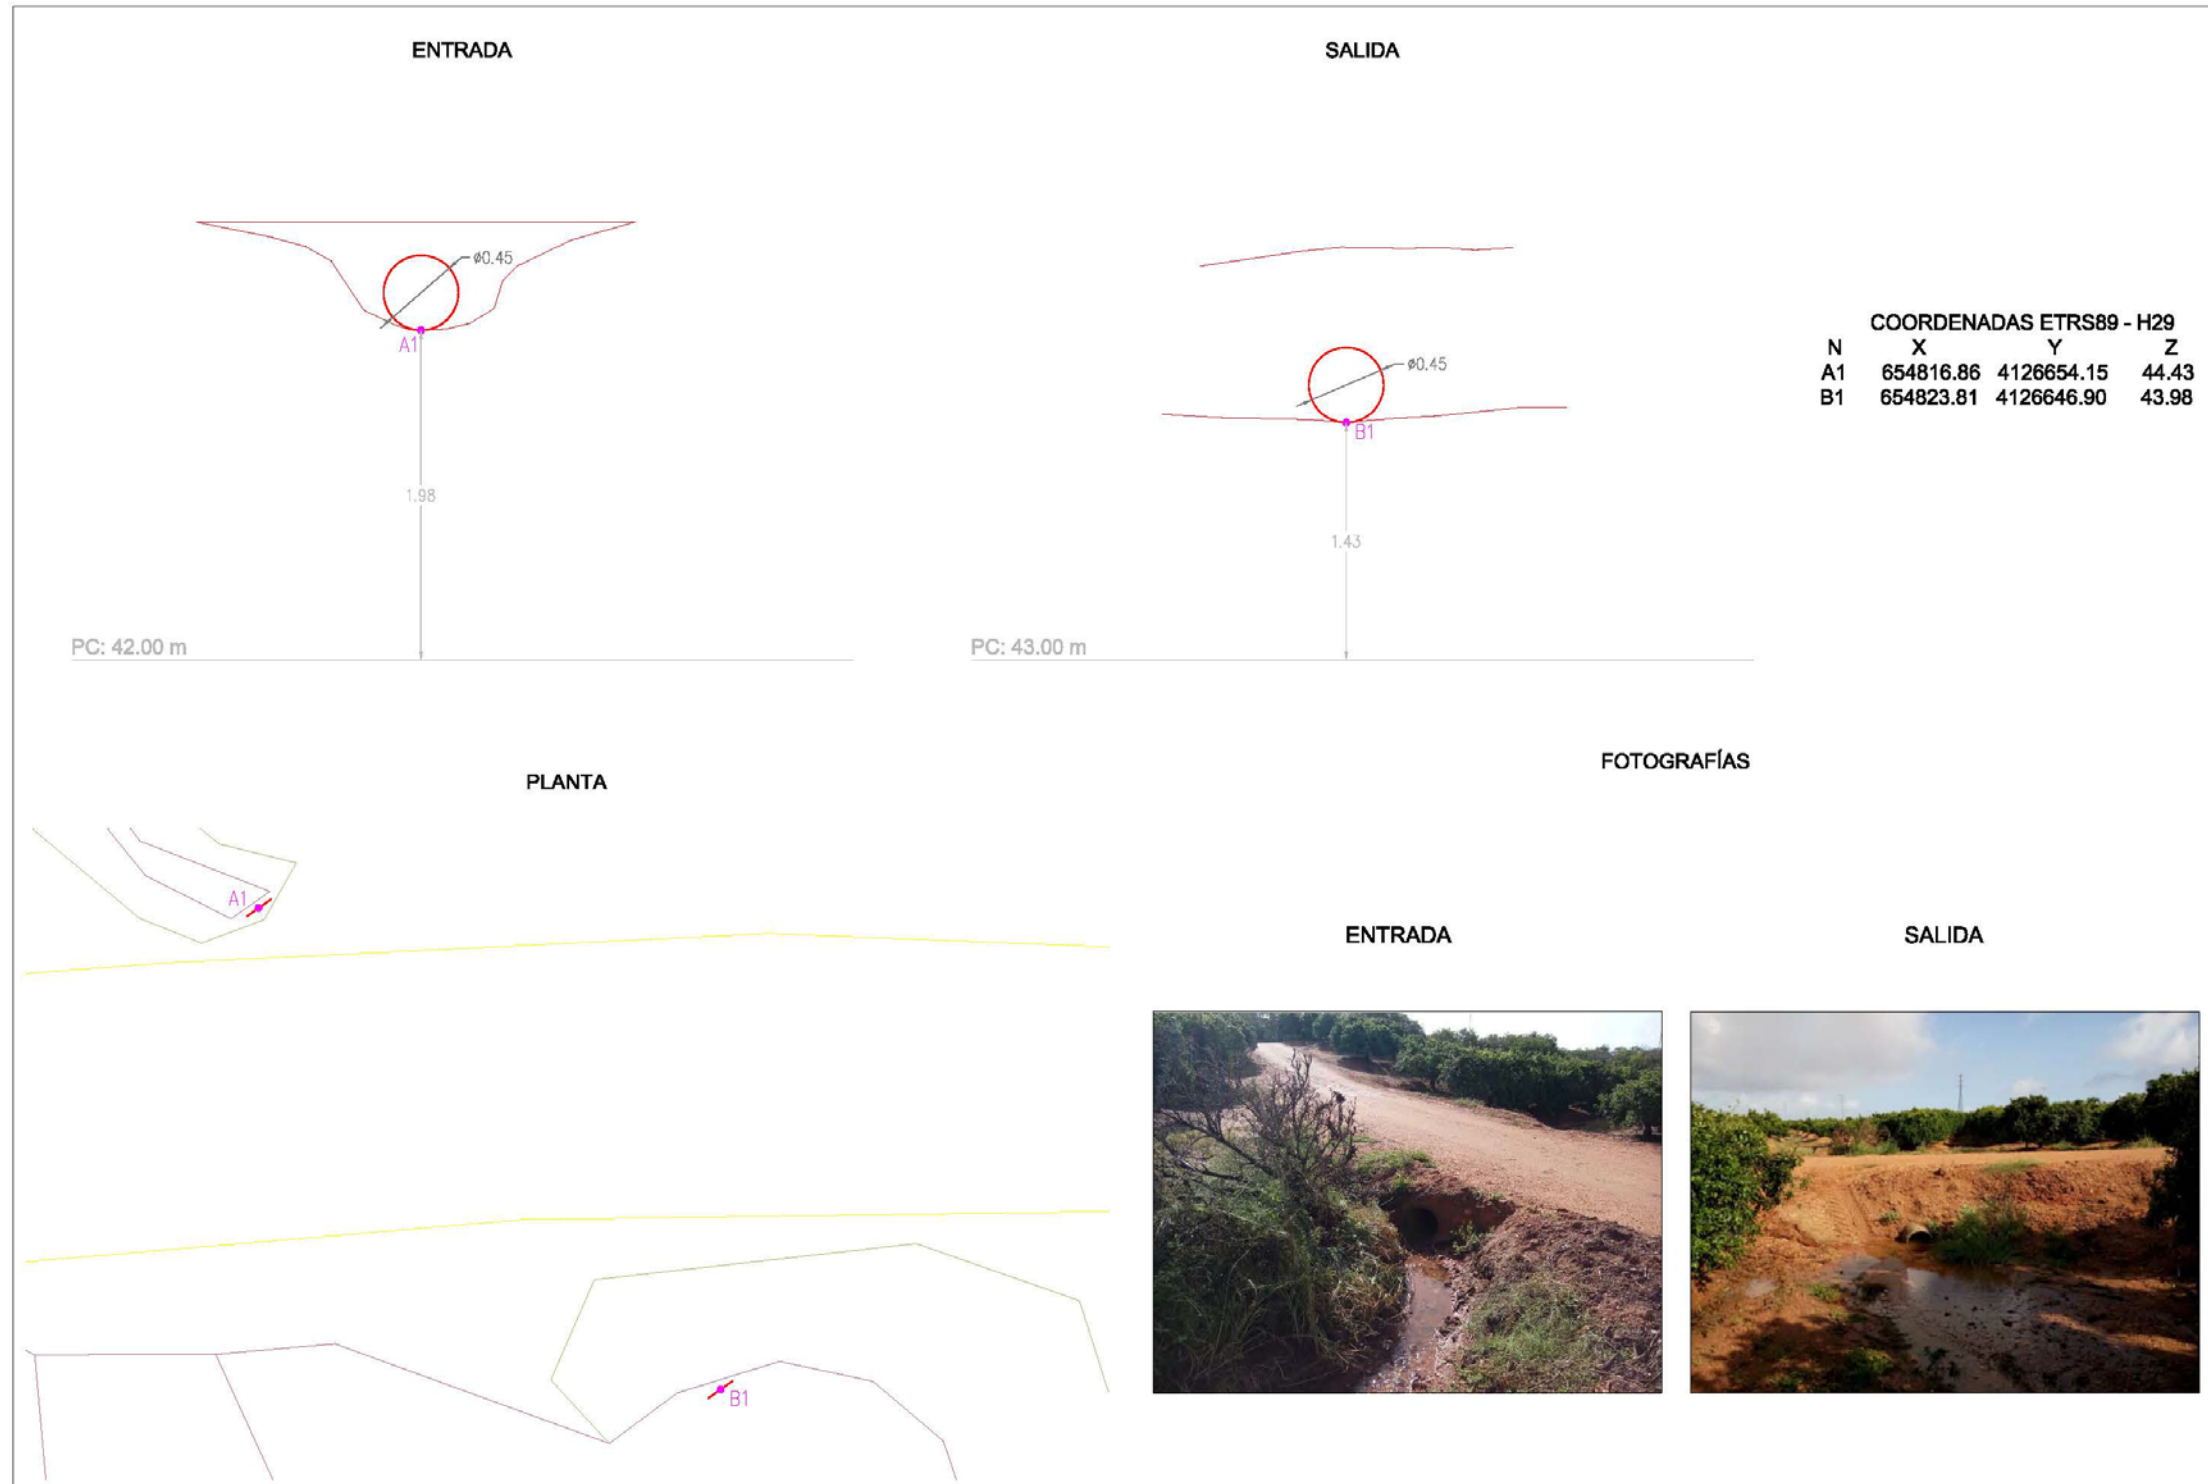 ENTRADA
SALIDA
ø0.45
A1
1.98
PC: 42.00 m
ø0.45
B1
1.43
PC: 43.00 m
COORDENADAS ETRS89 - H29
N X Y Z
A1 654816.86 4126654.15 44.43
B1 654823.81 4126646.90 43.98
PLANTA
A1
B1
FOTOGRAFÍAS
ENTRADA
SALIDA